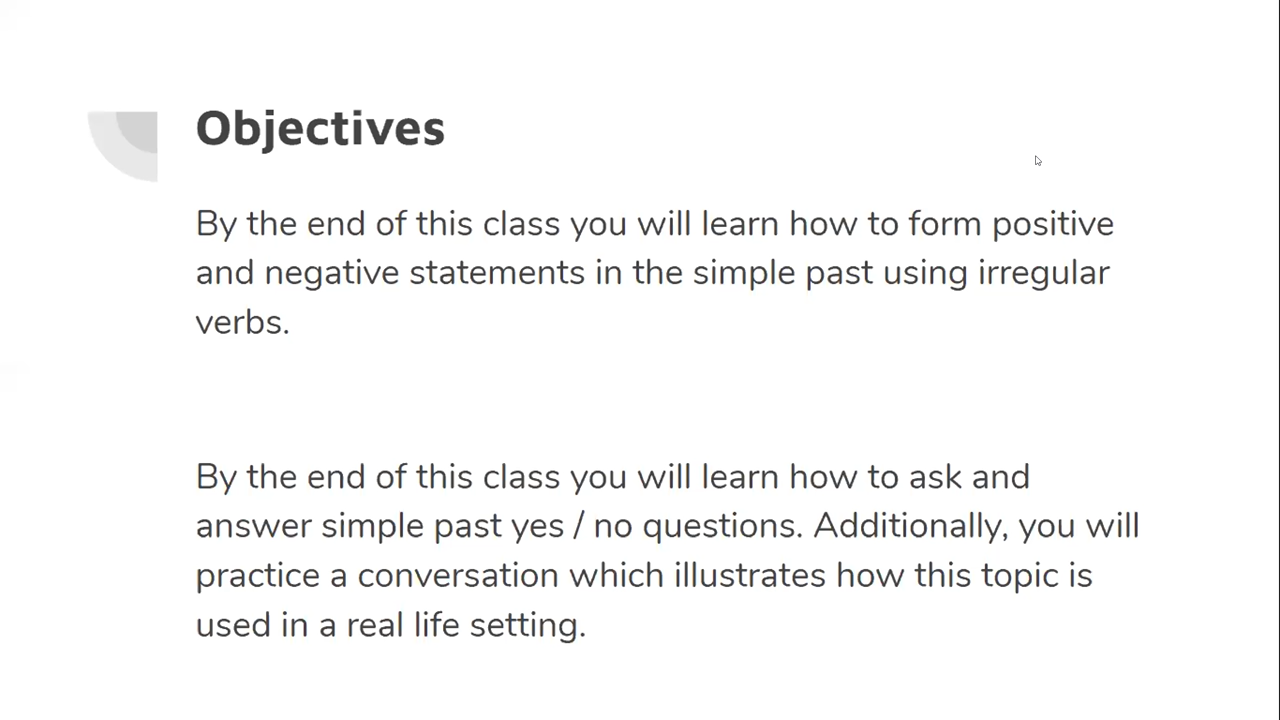 Objectives
By the end of this class you will learn how to form positive
and negative statements in the simple past using irregular
verbs.
By the end of this class you will learn how to ask and
answer simple past yes / no questions. Additionally, you will
practice a conversation which illustrates how this topic is
used in a real life setting.